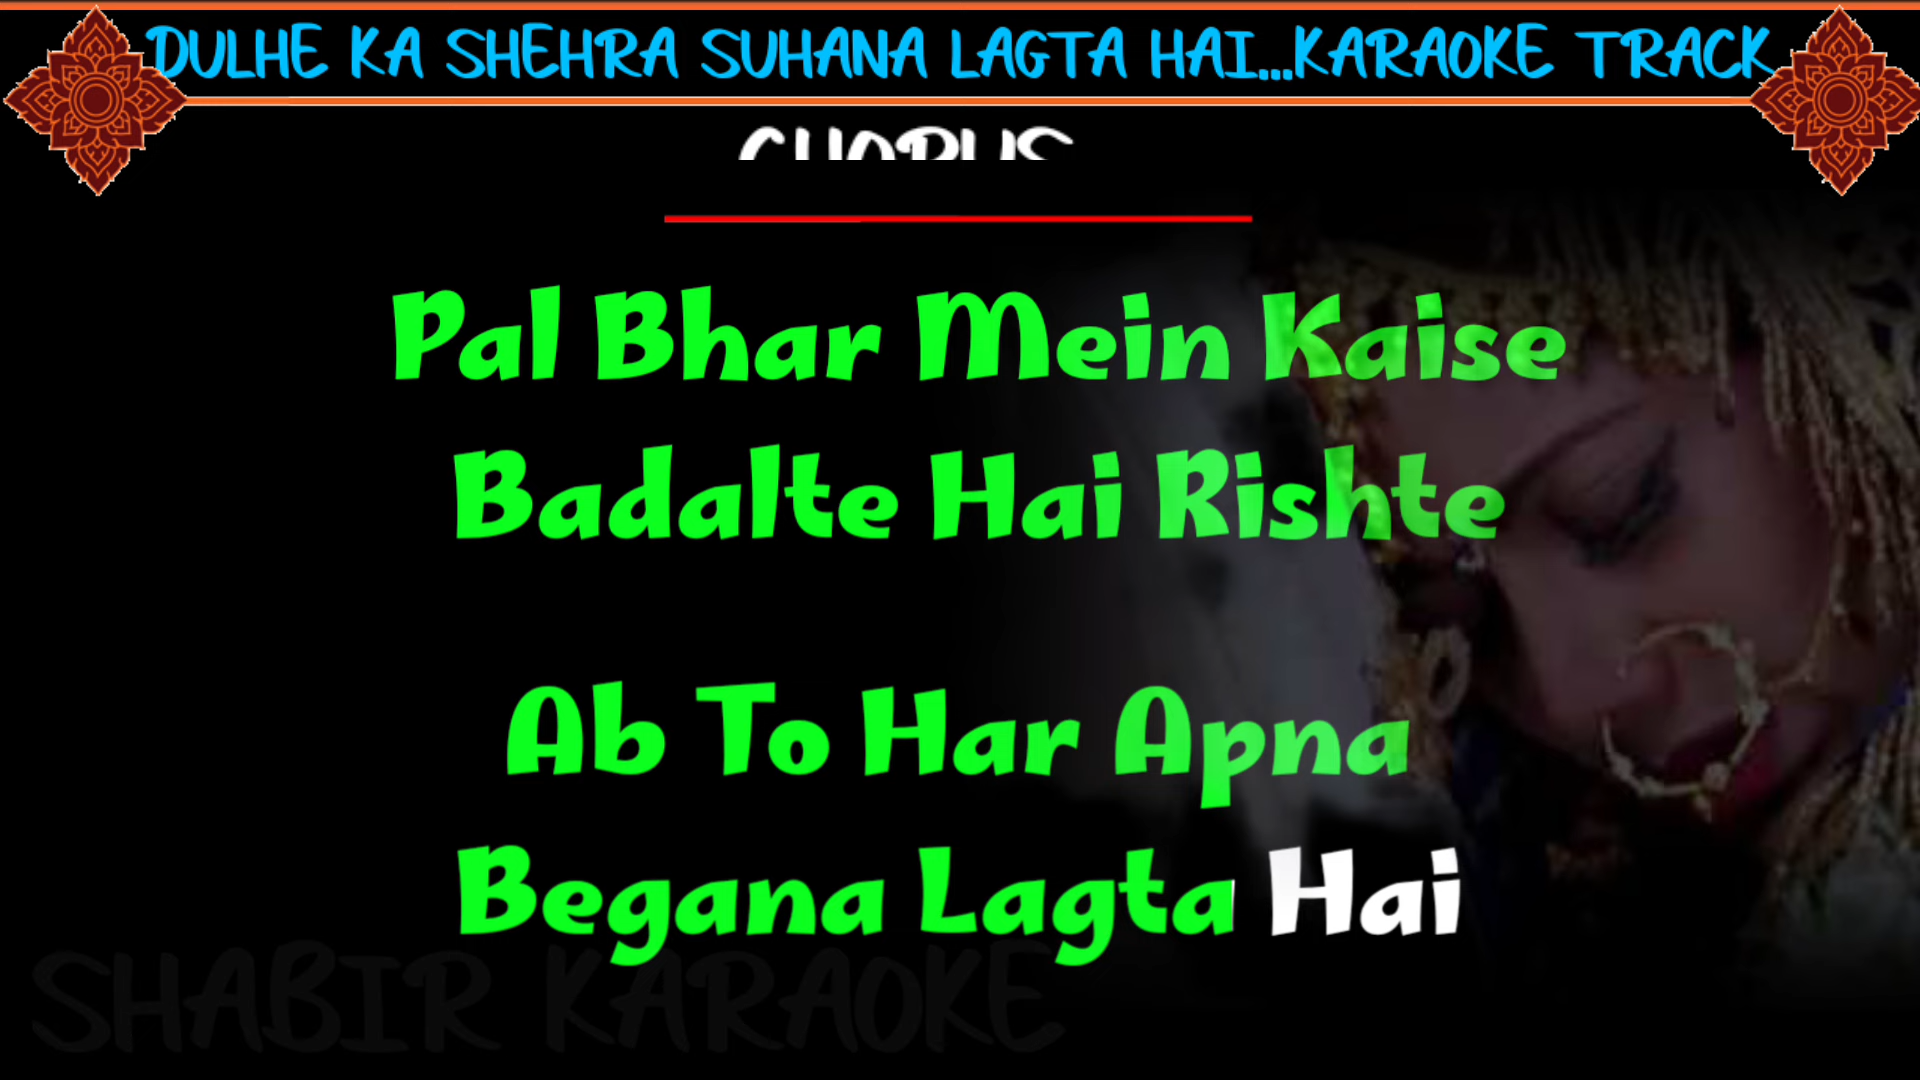 DULHE KA SHEHRA SUHANA LAGTA HAI...KARAOKE TRACK
CHORUS
Pal Bhar Mein Kaise
Badalte Hai Rishte
Ab To Har Apna
Begana Lagta Hai
SHABIR KARAOKE